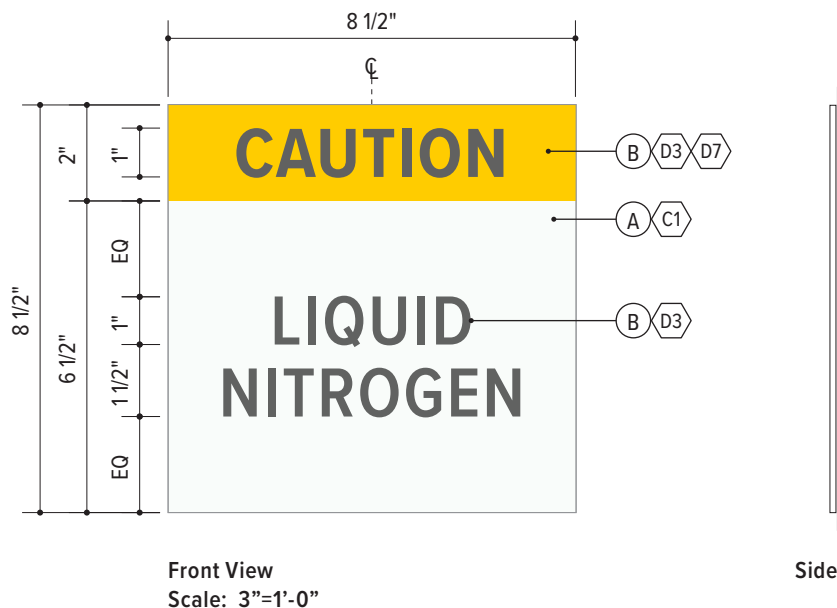 8 1/2"
℄
2"
1"
CAUTION
B D3 D7
A C1
EQ
8 1/2"
6 1/2"
1"
LIQUID
B D3
1 1/2"
NITROGEN
EQ
Front View
Scale: 3”=1’-0”
Side